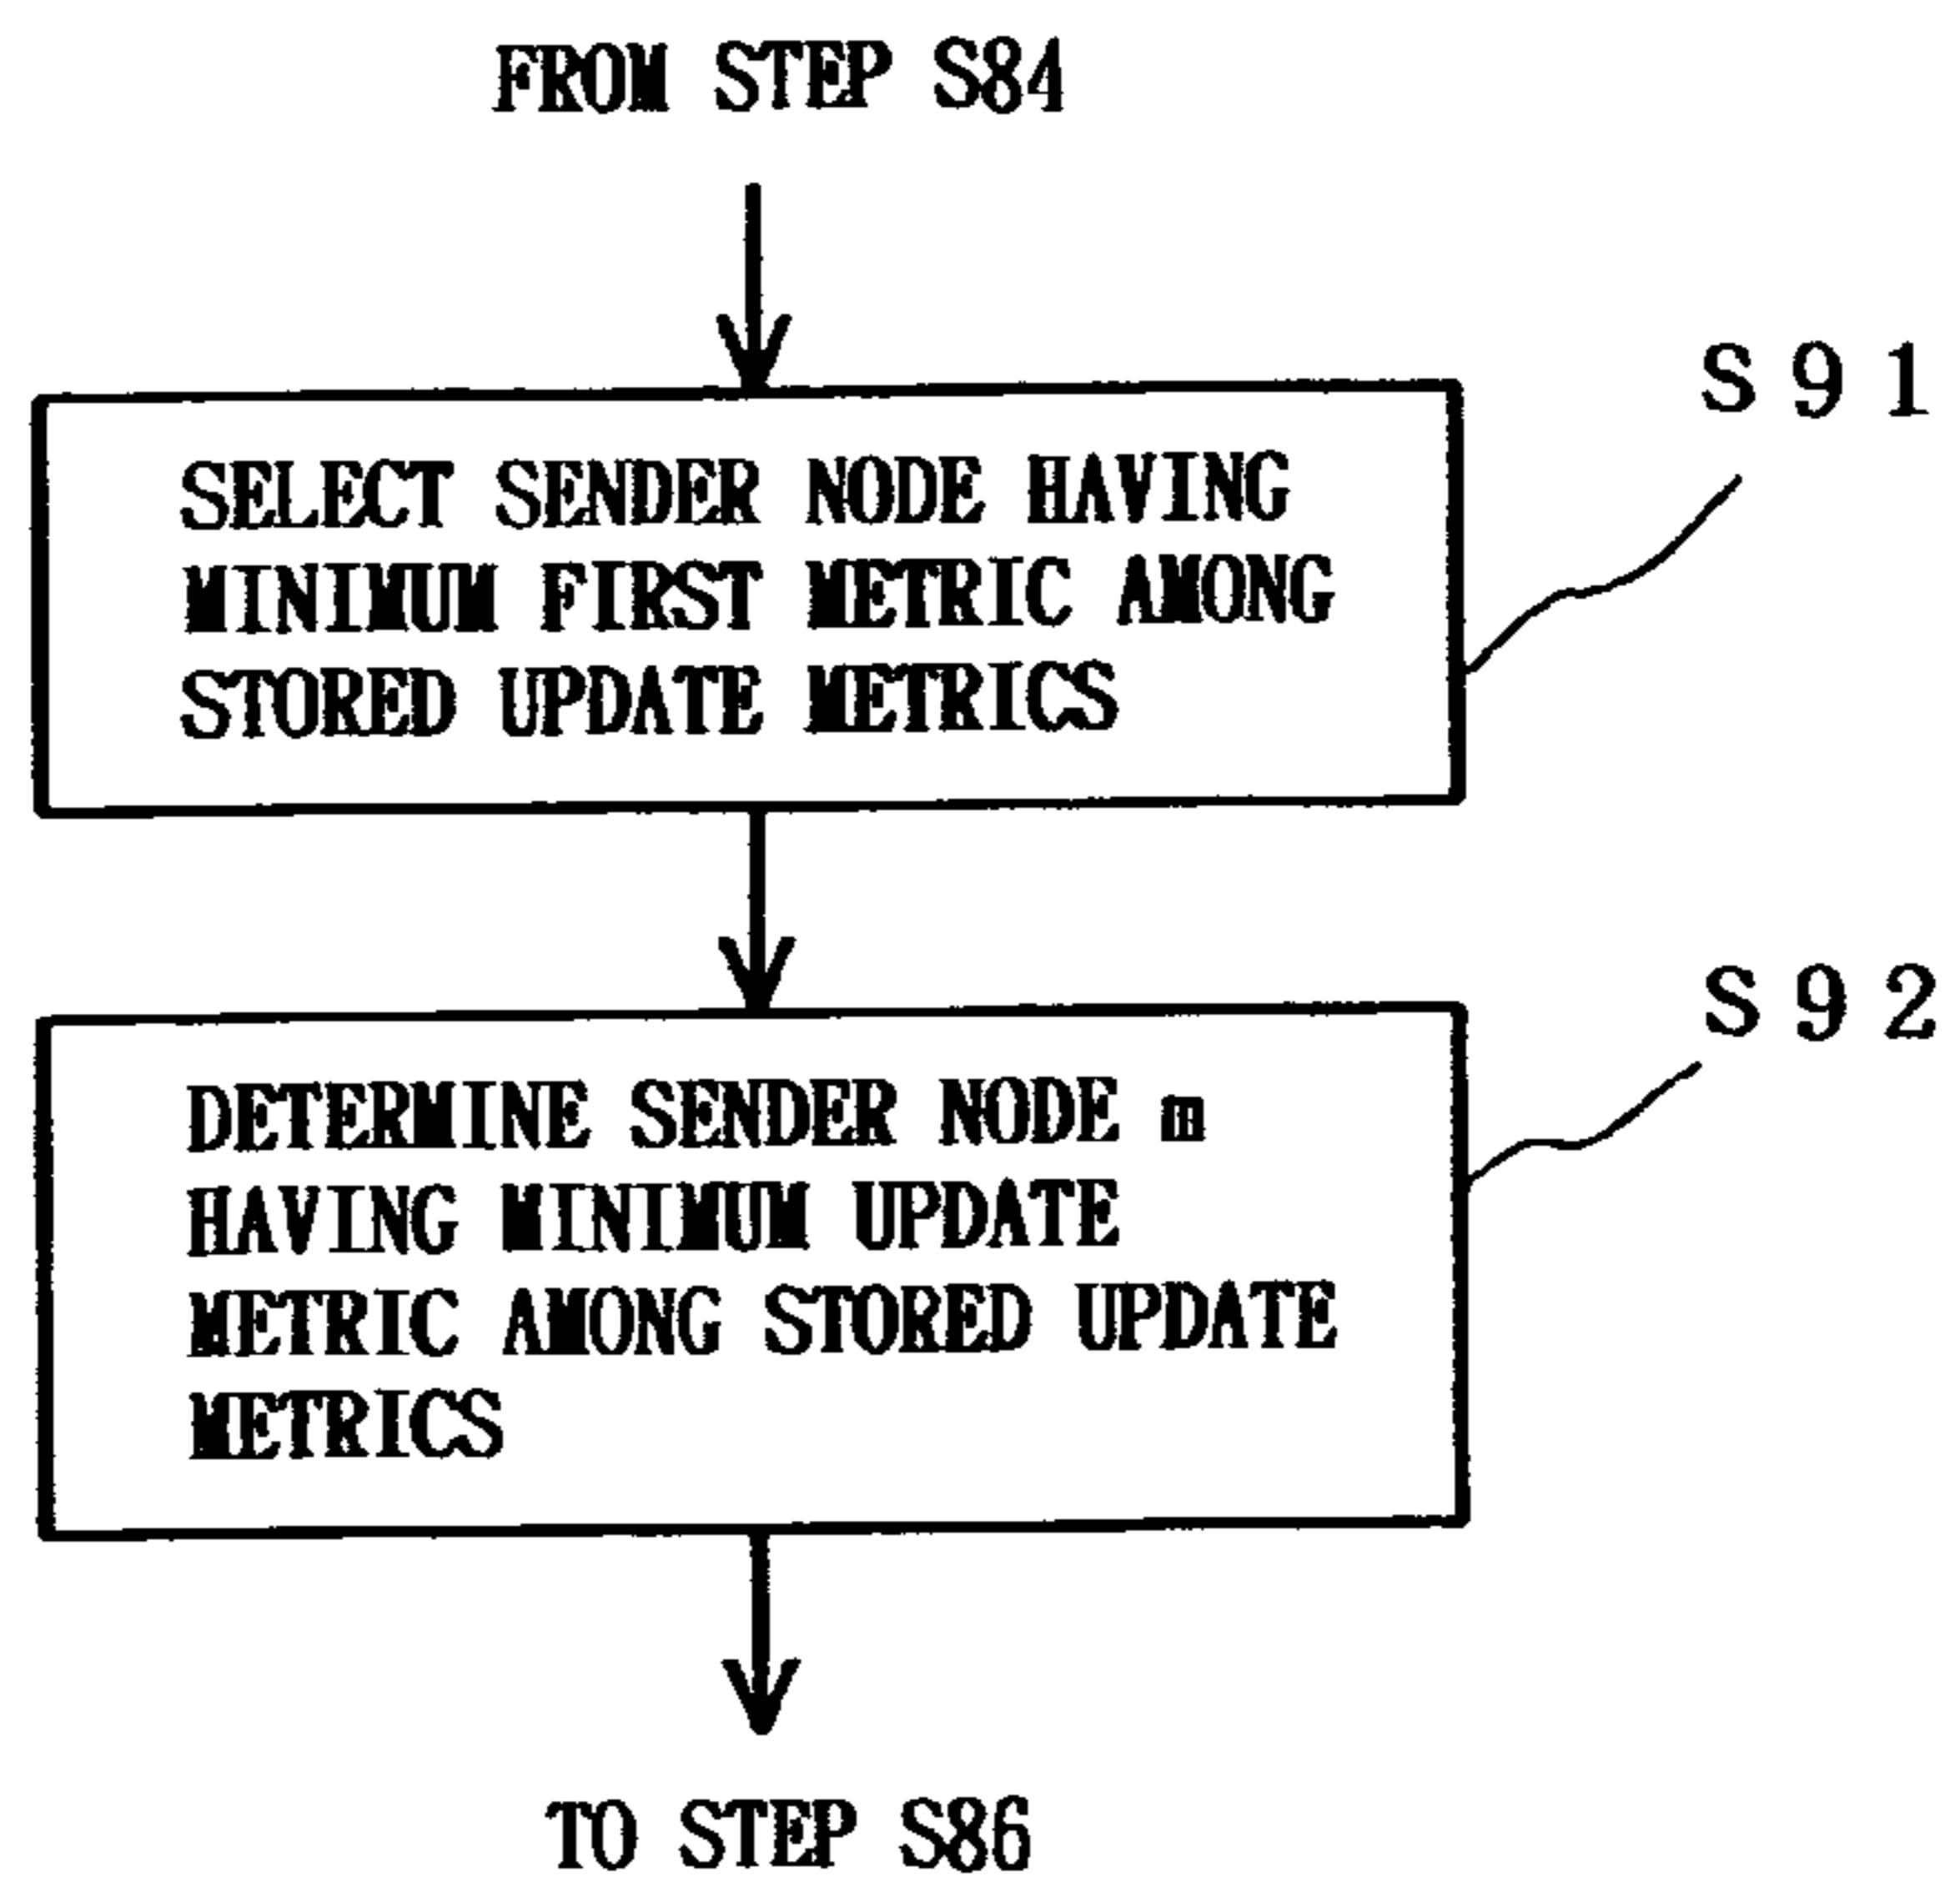 FROM STEP S84
S91
SELECT SENDER NODE HAVING
MINIMUM FIRST METRIC AMONG
STORED UPDATE METRICS
S92
DETERMINE SENDER NODE m
HAVING MINIMUM UPDATE
METRIC AMONG STORED UPDATE
METRICS
TO STEP S86